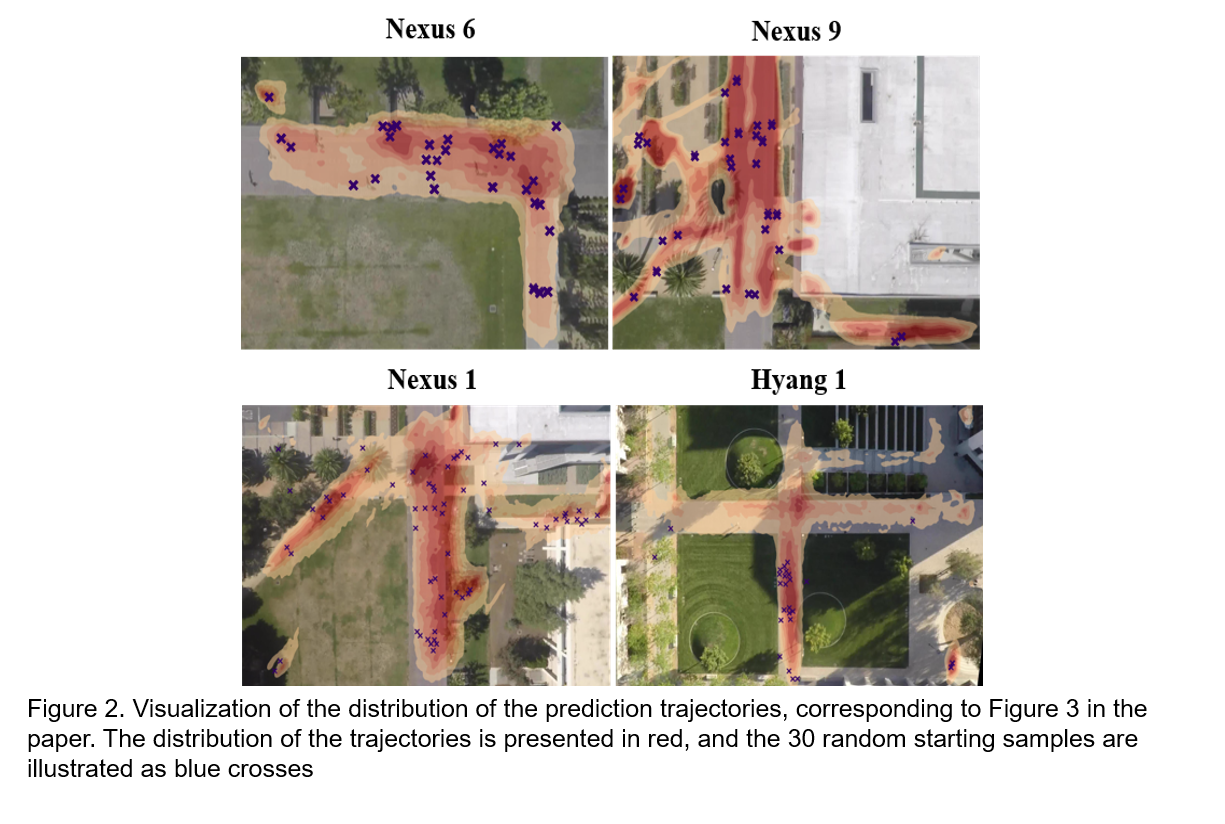 Nexus 6
Nexus 9
Nexus 1
Hyang 1
Figure 2. Visualization of the distribution of the prediction trajectories, corresponding to Figure 3 in the
paper. The distribution of the trajectories is presented in red, and the 30 random starting samples are
illustrated as blue crosses